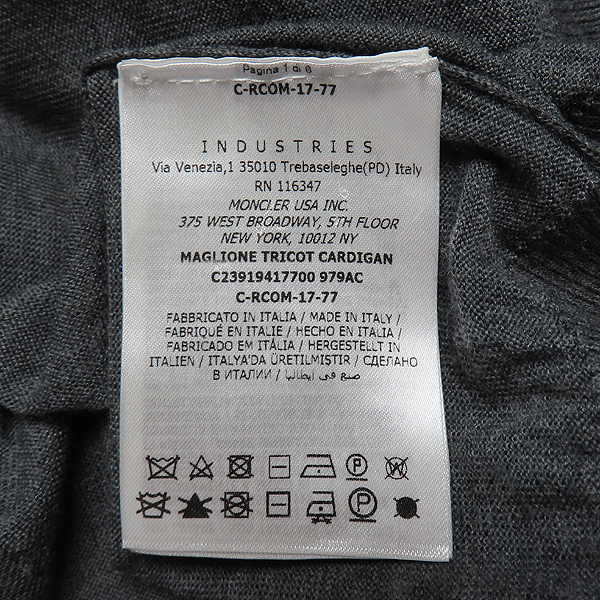 Pagina 1 di 6
C-RCOM-17-77
INDUSTRIES
Via Venezia,1 35010 Trebaseleghe(PD) Italy
RN 116347
MONCLER USA INC.
375 WEST BROADWAY, 5TH FLOOR
NEW YORK, 10012 NY
MAGLIONE TRICOT CARDIGAN
C23919417700 979AC
C-RCOM-17-77
FABBRICATO IN ITALIA / MADE IN ITALY /
FABRIQUÉ EN ITALIE / HECHO EN ITALIA /
FABRICADO EM ITÁLIA / HERGESTELLT IN
ITALIEN / ITALYA'DA ÜRETILMISTIR / СДЕЛАНО
В ИТАЛИИ / صنع في ايطاليا
P W
P